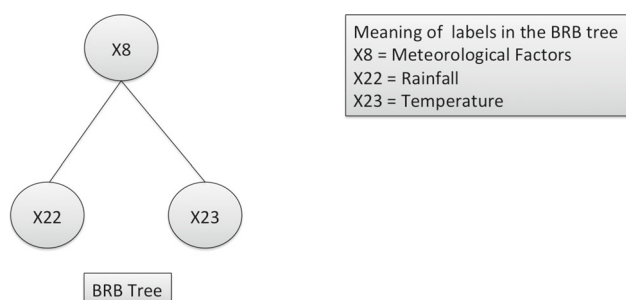 X8
Meaning of labels in the BRB tree
X8 = Meteorological Factors
X22 = Rainfall
X23 = Temperature
X22
X23
BRB Tree